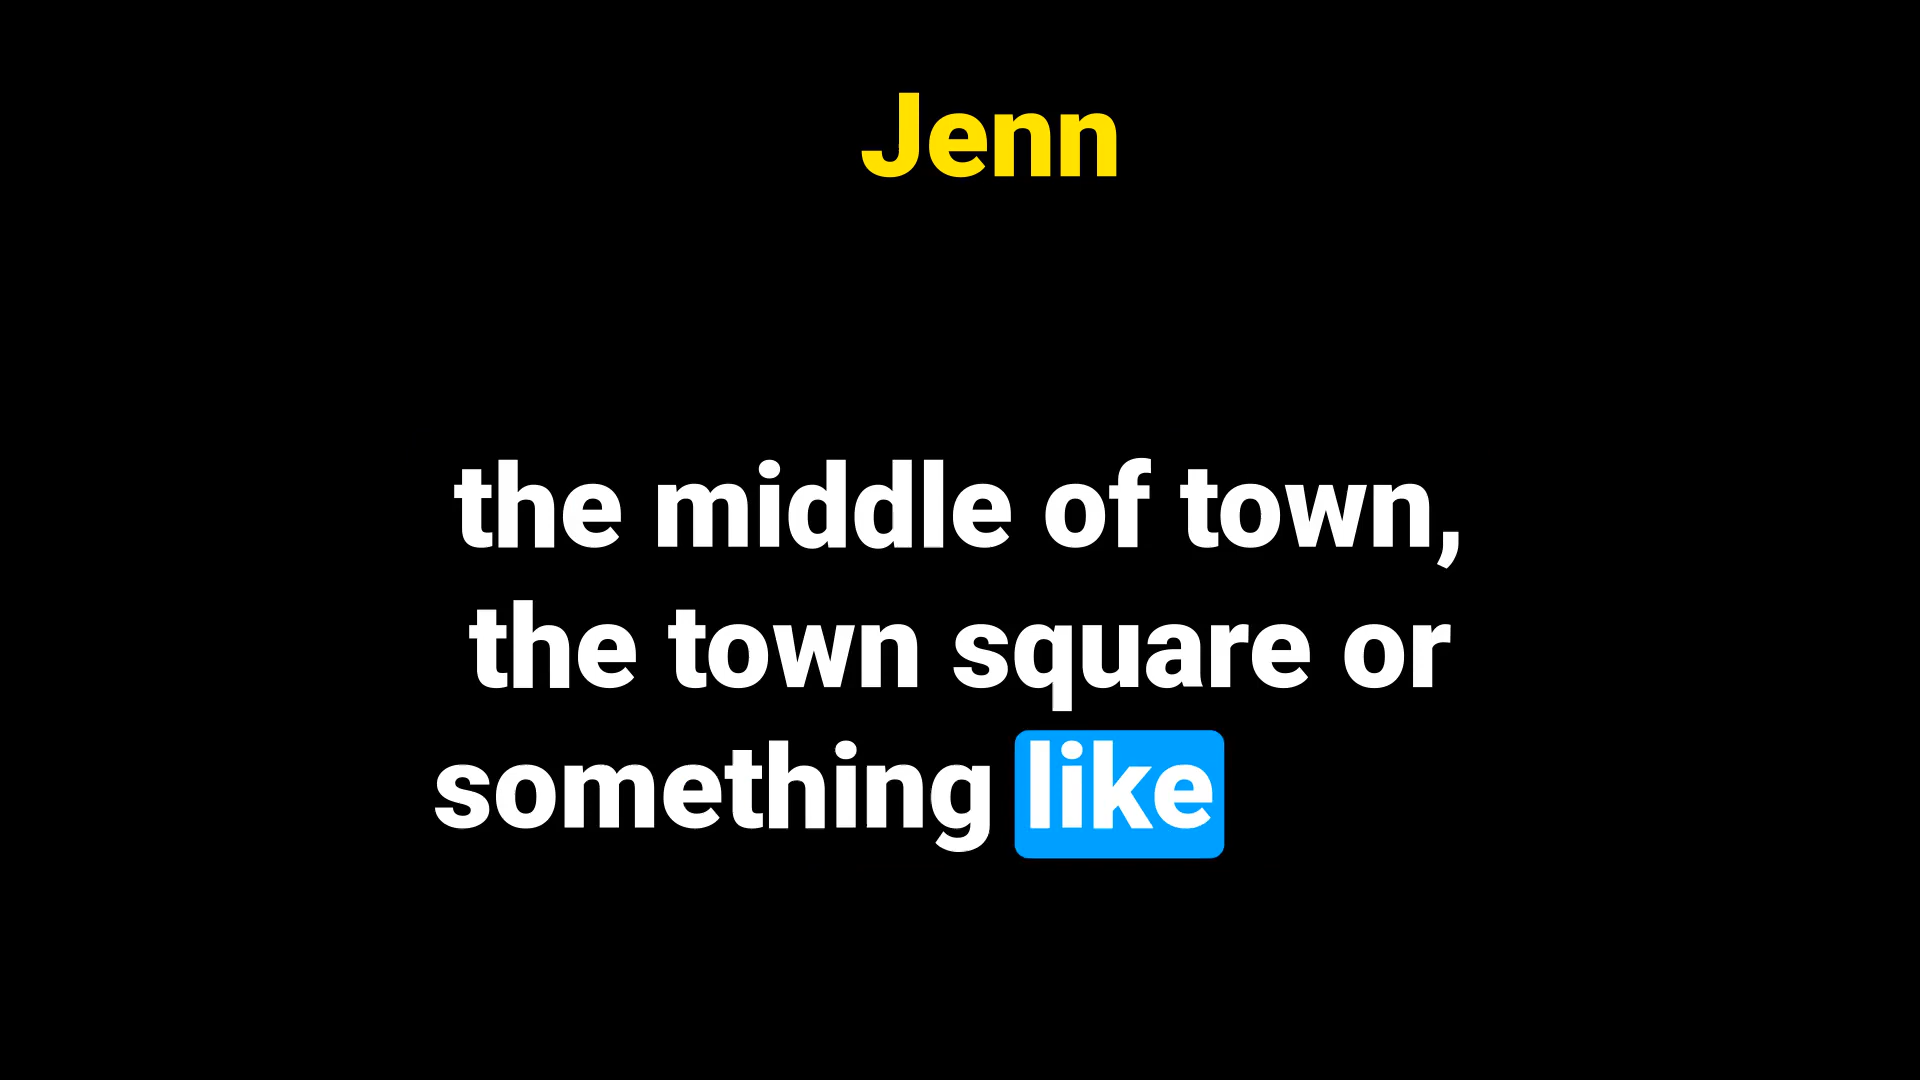 Jenn
the middle of town,
the town square or
something like